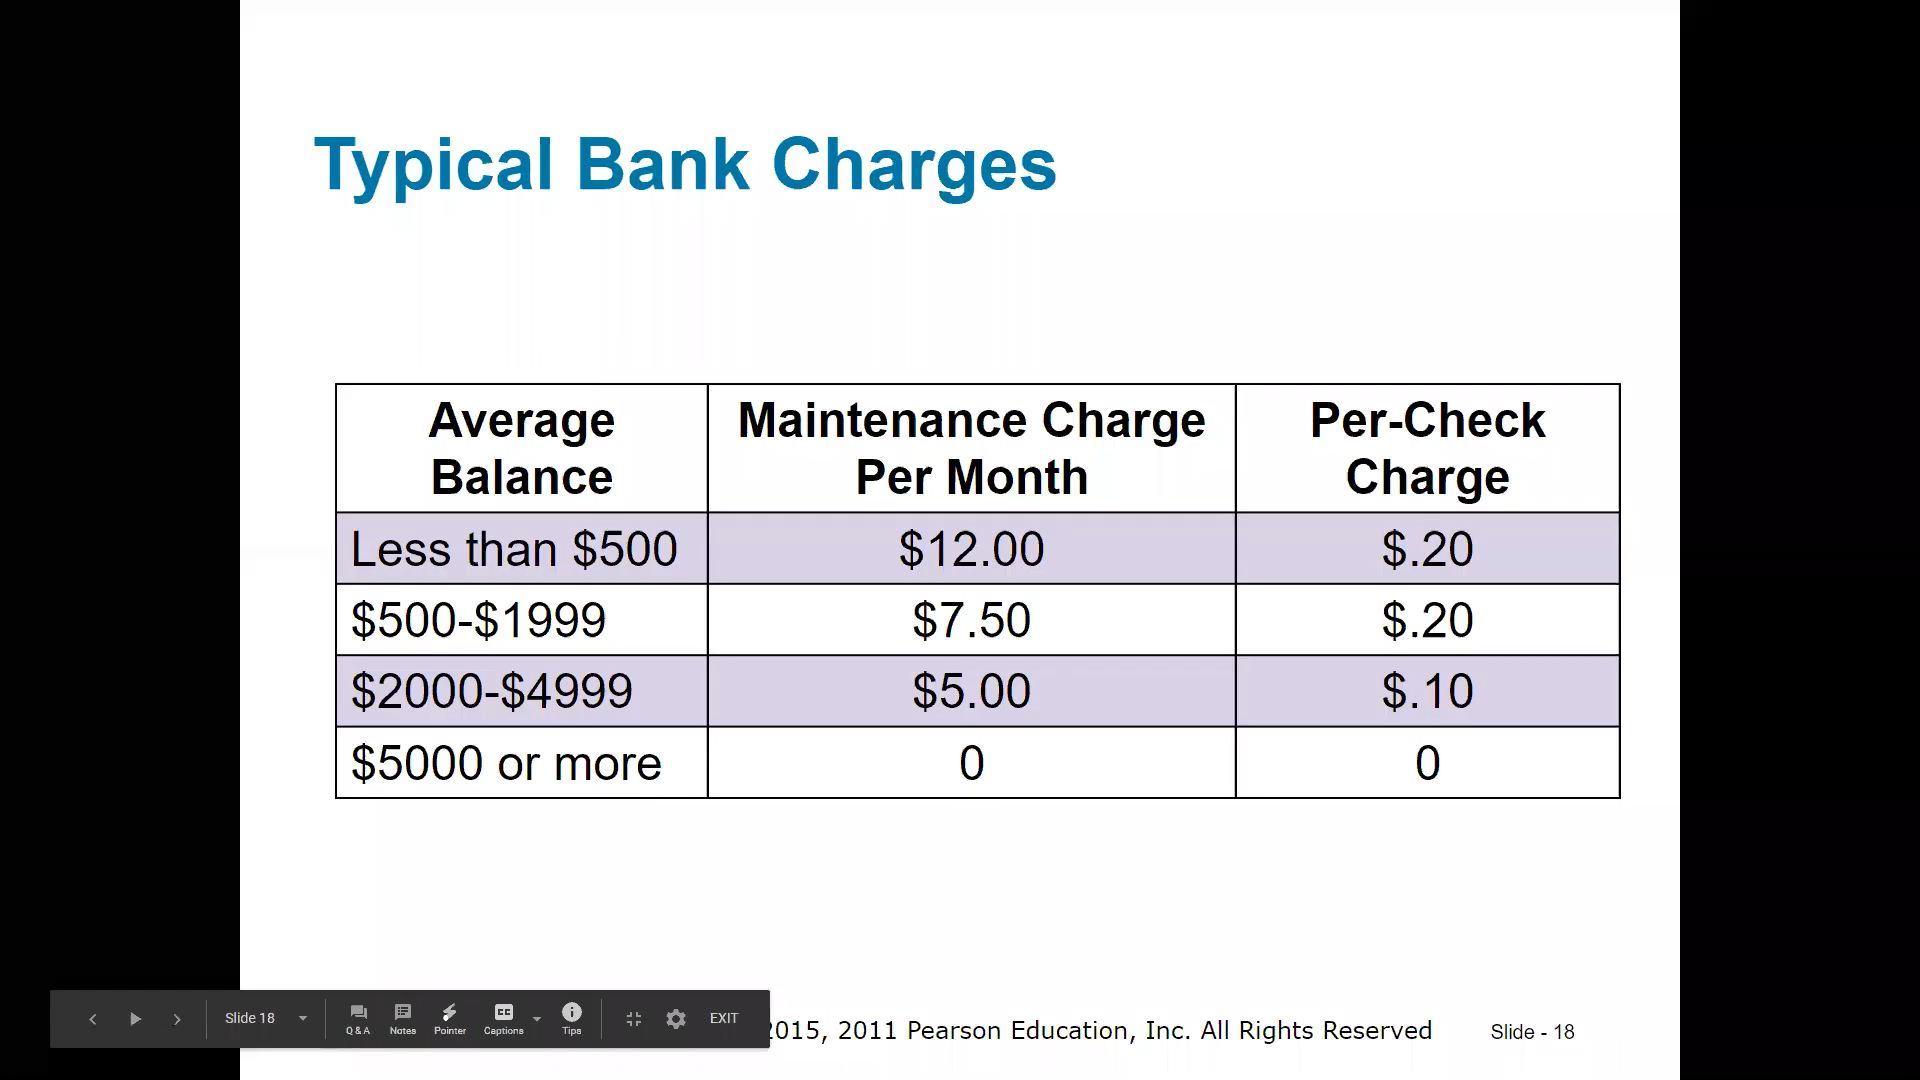 Typical Bank Charges
Average Balance Maintenance Charge Per Month Per-Check Charge
Less than $500 $12.00 $.20
$500-$1999 $7.50 $.20
$2000-$4999 $5.00 $.10
$5000 or more 0 0
Slide 18 Q & A Notes Pointer CC Captions Tips EXIT
2015, 2011 Pearson Education, Inc. All Rights Reserved Slide - 18